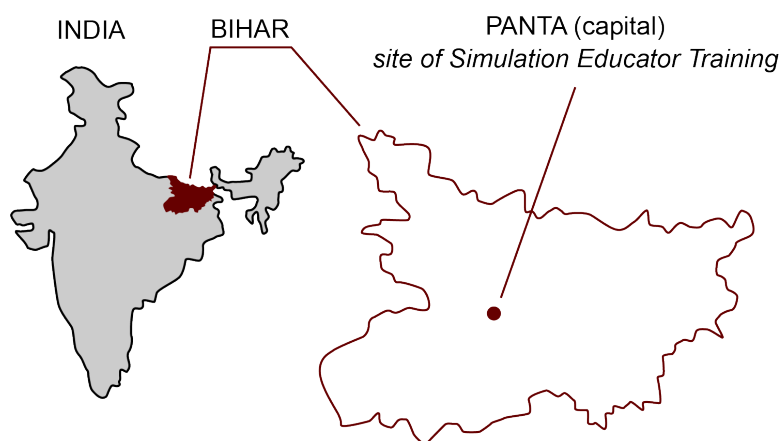 INDIA
BIHAR
PANTA (capital)
site of Simulation Educator Training